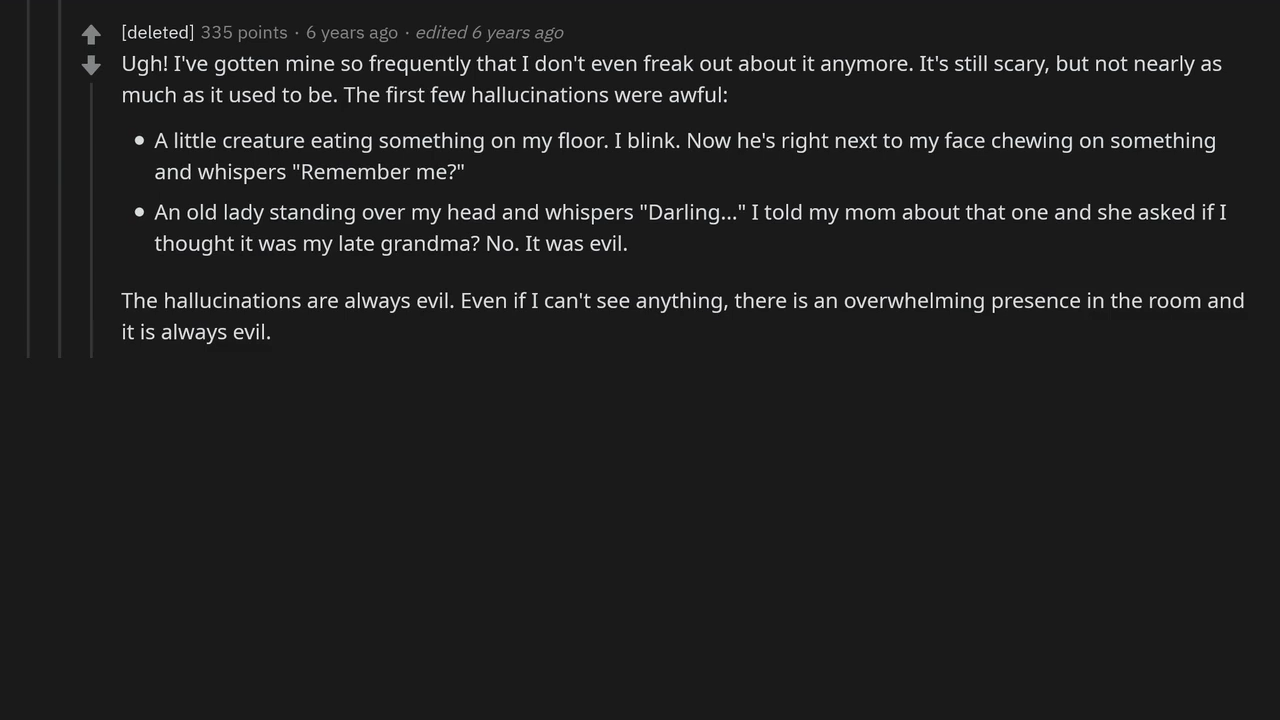 [deleted] 335 points · 6 years ago · edited 6 years ago
Ugh! I've gotten mine so frequently that I don't even freak out about it anymore. It's still scary, but not nearly as
much as it used to be. The first few hallucinations were awful:
• A little creature eating something on my floor. I blink. Now he's right next to my face chewing on something
and whispers "Remember me?"
• An old lady standing over my head and whispers "Darling..." I told my mom about that one and she asked if I
thought it was my late grandma? No. It was evil.
The hallucinations are always evil. Even if I can't see anything, there is an overwhelming presence in the room and
it is always evil.